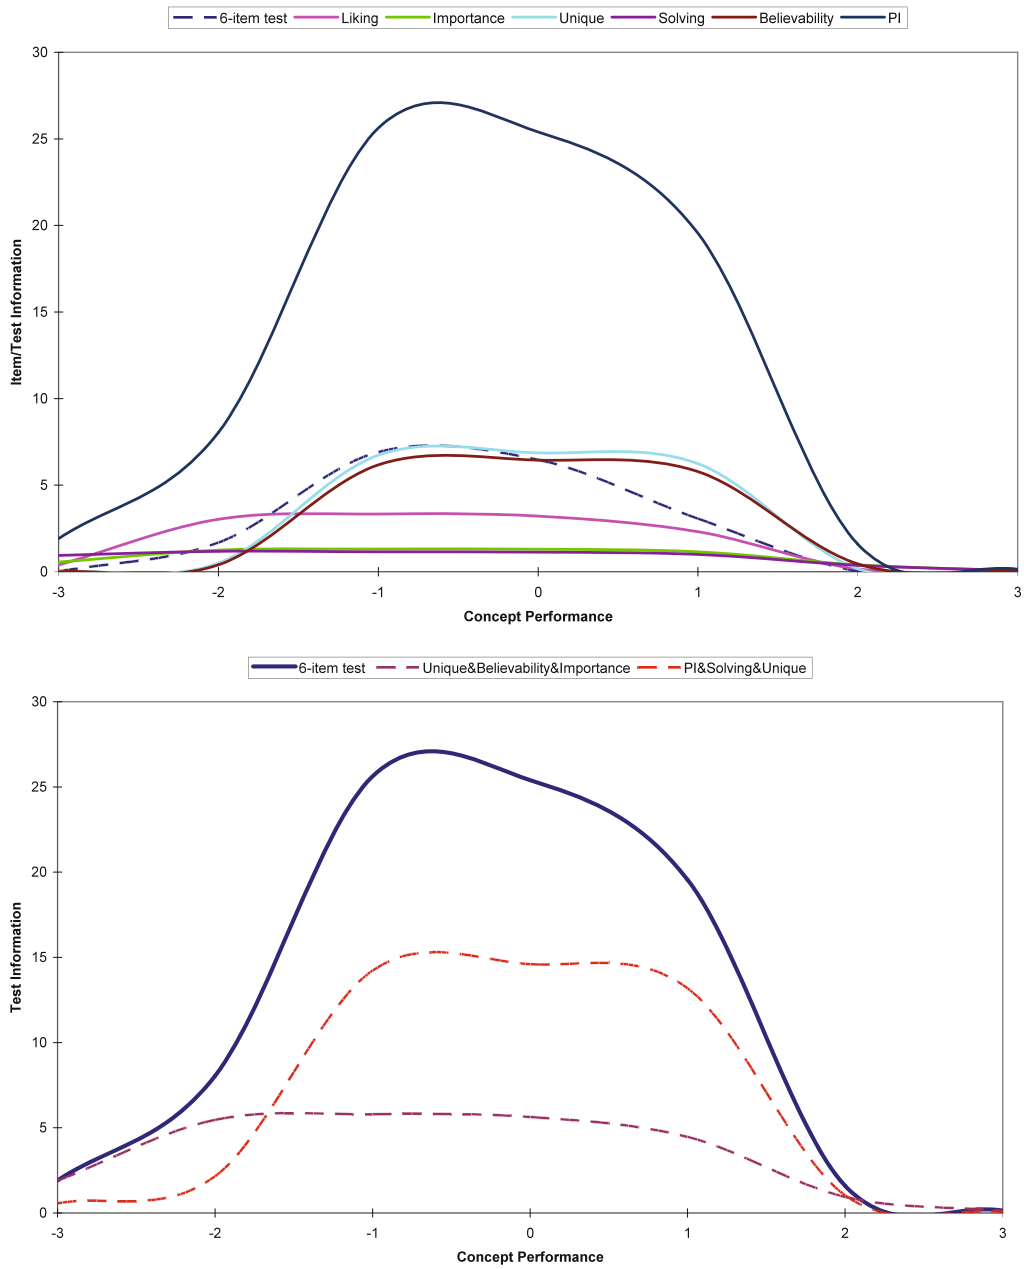 6-item test Liking Importance Unique Solving Believability PI
30
25
20
15
10
5
0
Item/Test Information
-3 -2 -1 0 1 2 3
Concept Performance
6-item test Unique&Believability&Importance PI&Solving&Unique
30
25
20
15
10
5
0
Test Information
-3 -2 -1 0 1 2 3
Concept Performance